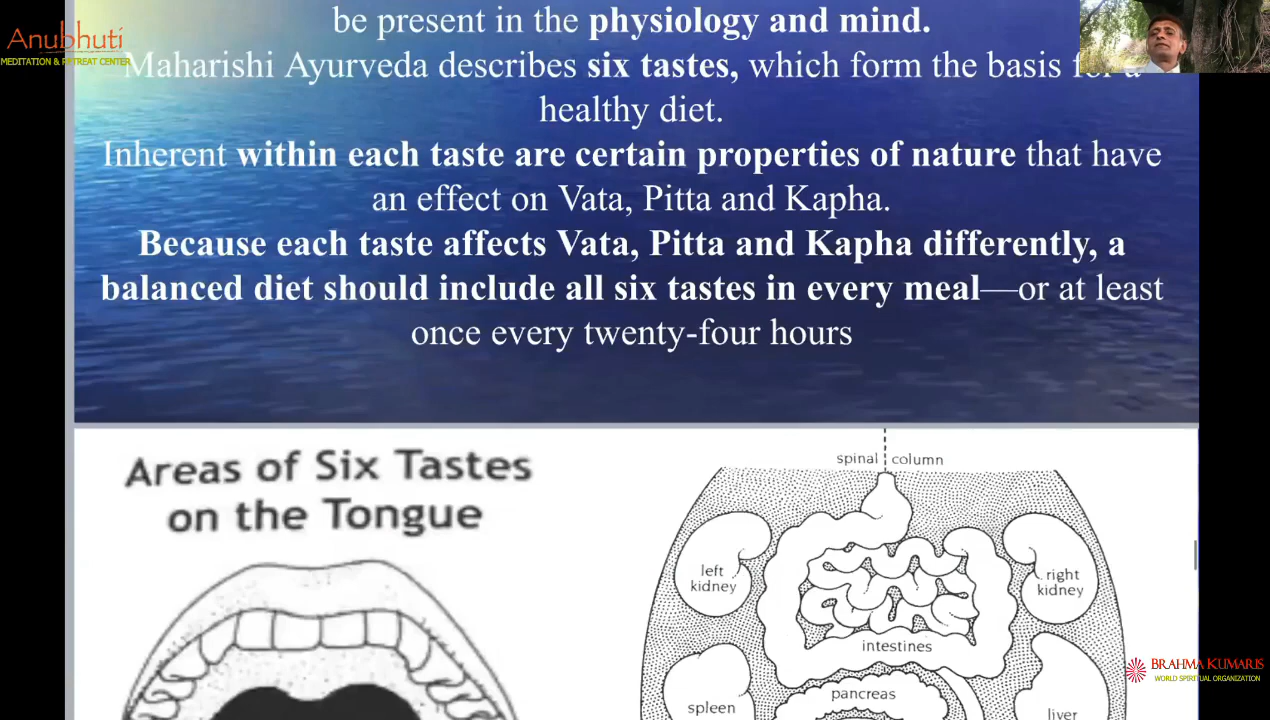 be present in the physiology and mind.
Anubhuti
MEDITATION & RETREAT CENTER
Maharishi Ayurveda describes six tastes, which form the basis for a
healthy diet.
Inherent within each taste are certain properties of nature that have
an effect on Vata, Pitta and Kapha.
Because each taste affects Vata, Pitta and Kapha differently, a
balanced diet should include all six tastes in every meal—or at least
once every twenty-four hours
Areas of Six Tastes
on the Tongue
spinal column
left
kidney
right
kidney
intestines
pancreas
spleen
liver
BRAHMA KUMARIS
WORLD SPIRITUAL ORGANIZATION